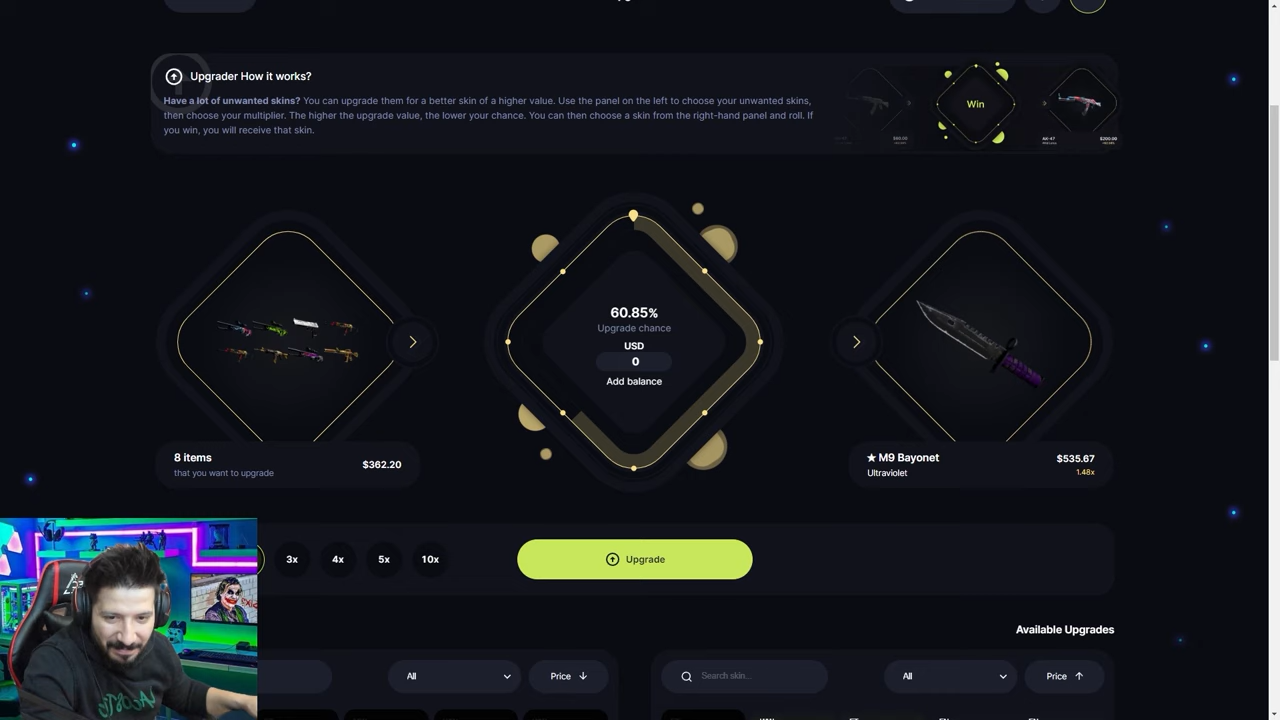 Upgrader How it works?
Have a lot of unwanted skins? You can upgrade them for a better skin of a higher value. Use the panel on the left to choose your unwanted skins,
then choose your multiplier. The higher the upgrade value, the lower your chance. You can then choose a skin from the right-hand panel and roll. If
you win, you will receive that skin.
Win
AK-47
$200.00
60.85%
Upgrade chance
USD
0
Add balance
8 items
that you want to upgrade
$362.20
★ M9 Bayonet
Ultraviolet
$535.67
1.48x
3x
4x
5x
10x
Upgrade
Available Upgrades
All
Price
Search skin...
All
Price